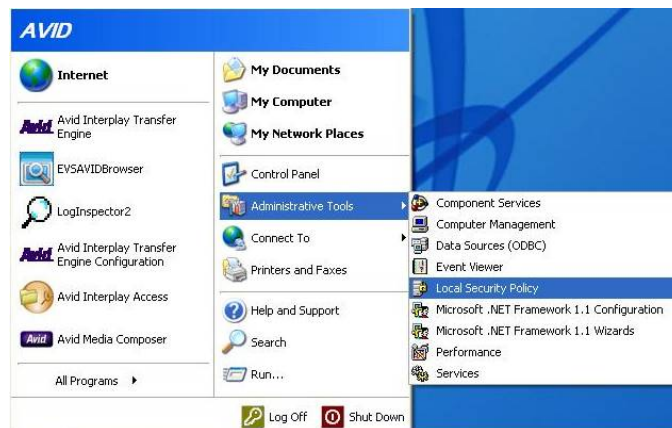 AVID
Internet
Avid Avid Interplay Transfer
Engine
EVSAVIDBrowser
LogInspector2
Avid Avid Interplay Transfer
Engine Configuration
Avid Interplay Access
Avid Avid Media Composer
All Programs
My Documents
My Computer
My Network Places
Control Panel
Administrative Tools
Connect To
Printers and Faxes
Help and Support
Search
Run...
Component Services
Computer Management
Data Sources (ODBC)
Event Viewer
Local Security Policy
Microsoft .NET Framework 1.1 Configuration
Microsoft .NET Framework 1.1 Wizards
Performance
Services
Log Off Shut Down